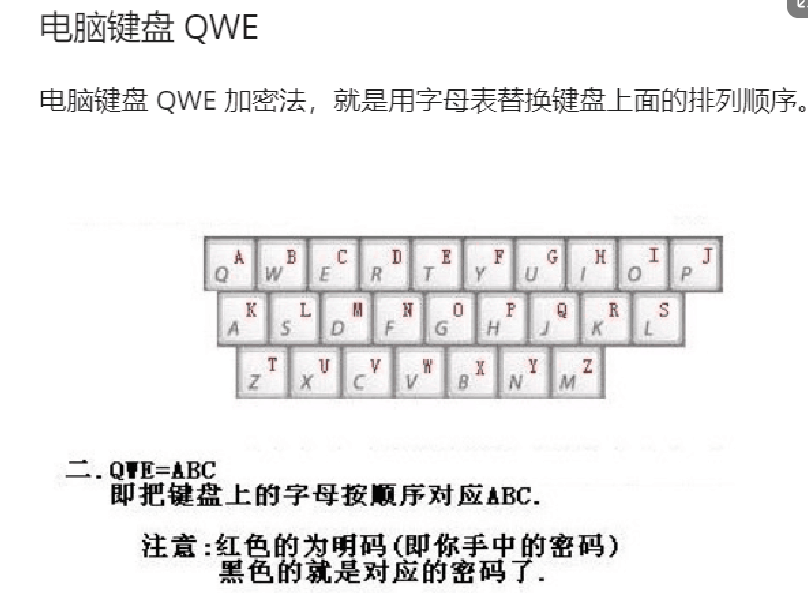 电脑键盘 QWE
电脑键盘 QWE 加密法，就是用字母表替换键盘上面的排列顺序。
Q A W B E C R D T E Y F U G I H O I P J
A K S L D M F N G O H P J Q K R L S
Z T X U C V V W B X N Y M Z
二.QWE=ABC
即把键盘上的字母按顺序对应ABC.
注意:红色的为明码(即你手中的密码)
黑色的就是对应的密码了.